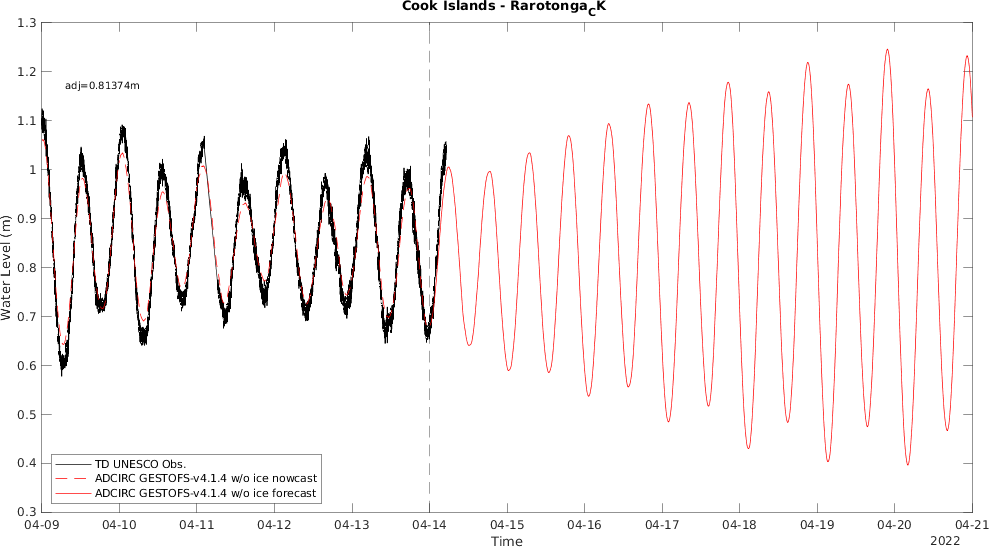 Cook Islands - Rarotonga_CK
1.3
1.2
1.1
1
0.9
0.8
0.7
0.6
0.5
0.4
0.3
Water Level (m)
adj=0.81374m
TD UNESCO Obs.
ADCIRC GESTOFS-v4.1.4 w/o ice nowcast
ADCIRC GESTOFS-v4.1.4 w/o ice forecast
04-09 04-10 04-11 04-12 04-13 04-14 04-15 04-16 04-17 04-18 04-19 04-20 04-21
Time
2022